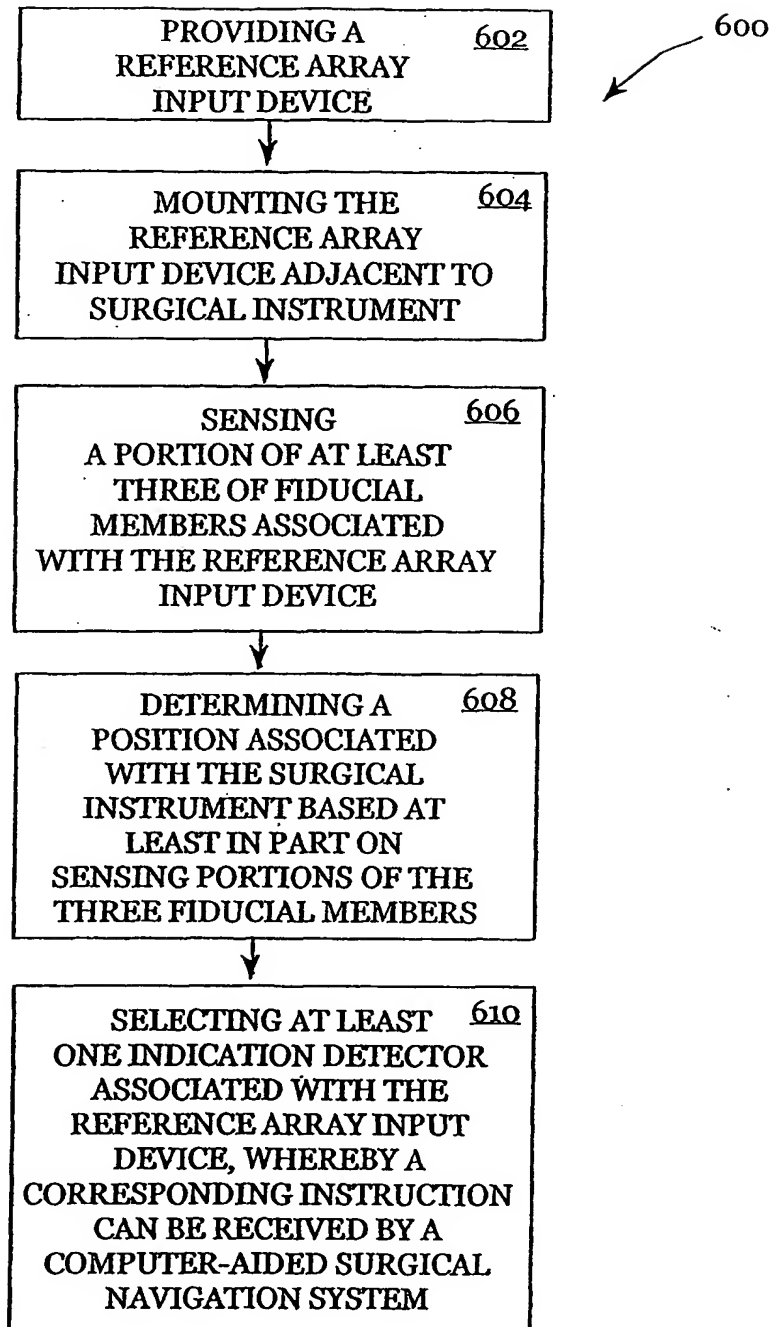 600
PROVIDING A 602
REFERENCE ARRAY
INPUT DEVICE
MOUNTING THE 604
REFERENCE ARRAY
INPUT DEVICE ADJACENT TO
SURGICAL INSTRUMENT
SENSING 606
A PORTION OF AT LEAST
THREE OF FIDUCIAL
MEMBERS ASSOCIATED
WITH THE REFERENCE ARRAY
INPUT DEVICE
DETERMINING A 608
POSITION ASSOCIATED
WITH THE SURGICAL
INSTRUMENT BASED AT
LEAST IN PART ON
SENSING PORTIONS OF THE
THREE FIDUCIAL MEMBERS
SELECTING AT LEAST 610
ONE INDICATION DETECTOR
ASSOCIATED WITH THE
REFERENCE ARRAY INPUT
DEVICE, WHEREBY A
CORRESPONDING INSTRUCTION
CAN BE RECEIVED BY A
COMPUTER-AIDED SURGICAL
NAVIGATION SYSTEM